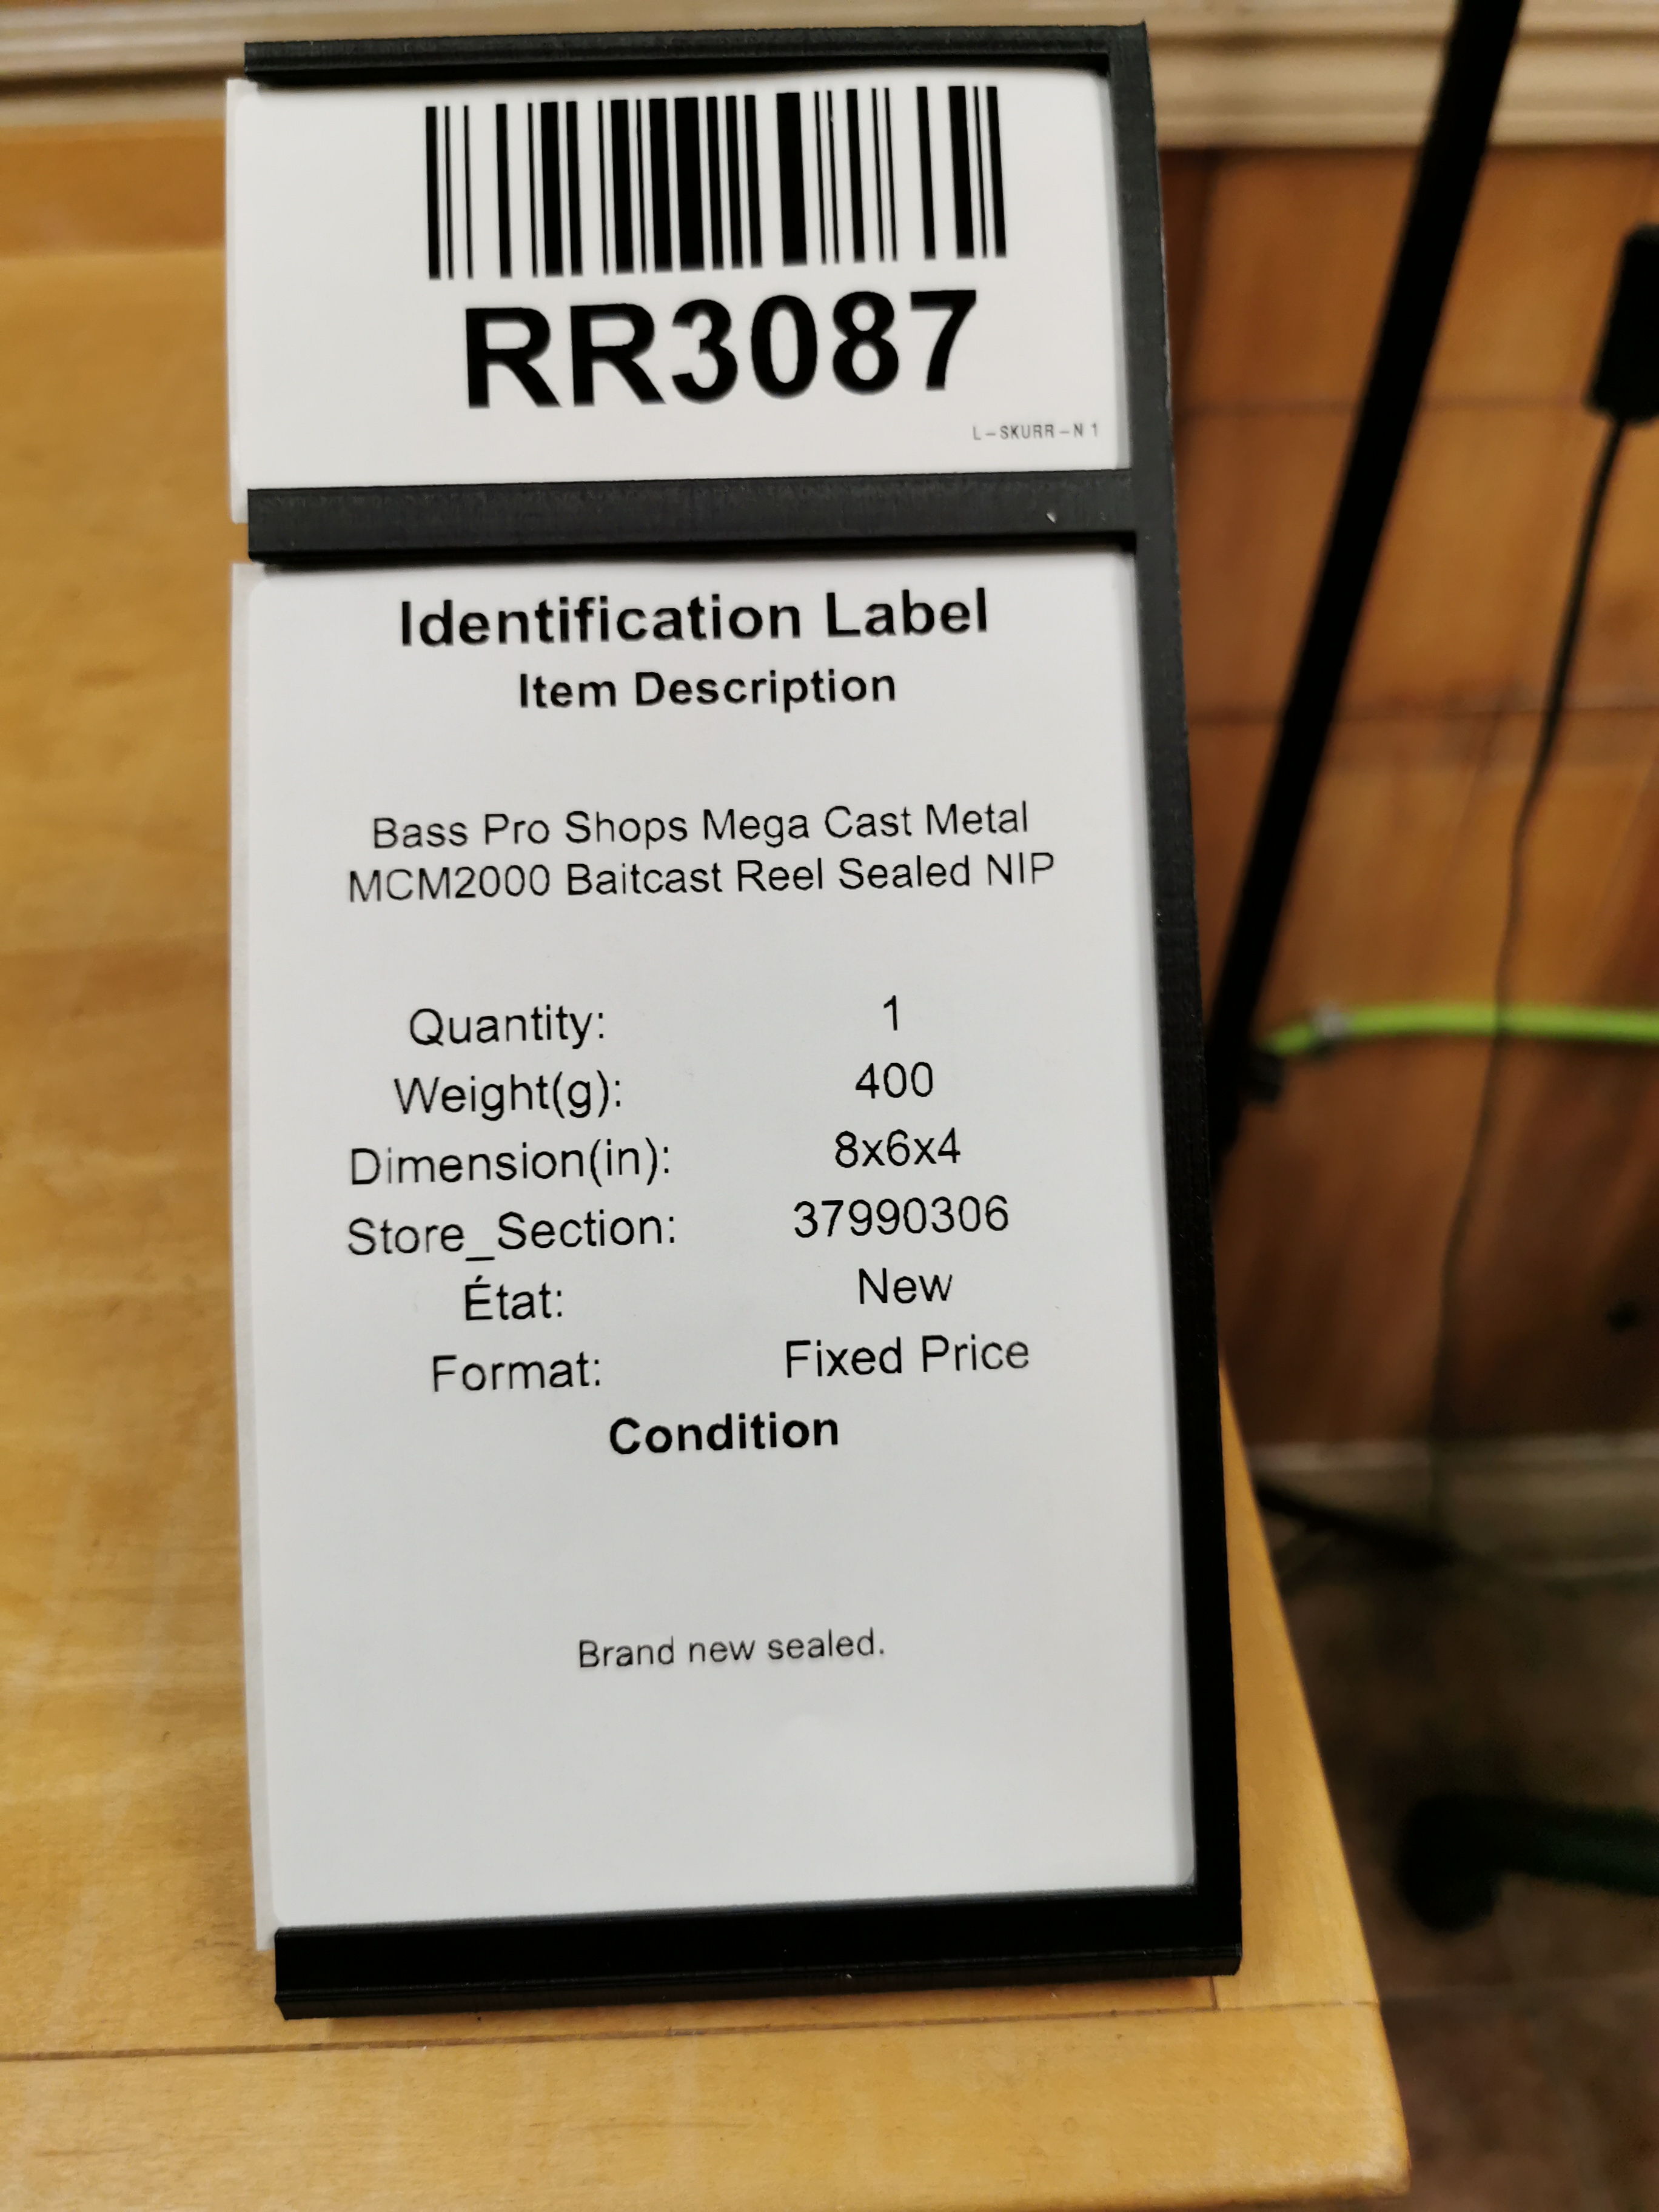 RR3087
L-SKURR-N 1
Identification Label
Item Description
Bass Pro Shops Mega Cast Metal
MCM2000 Baitcast Reel Sealed NIP
Quantity: 1
Weight(g): 400
Dimension(in): 8x6x4
Store_Section: 37990306
État: New
Format: Fixed Price
Condition
Brand new sealed.